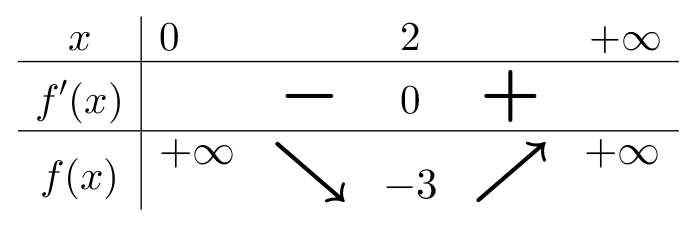 x 0 2 +∞
f′(x) − 0 +
f(x) +∞ ↘ −3 ↗ +∞